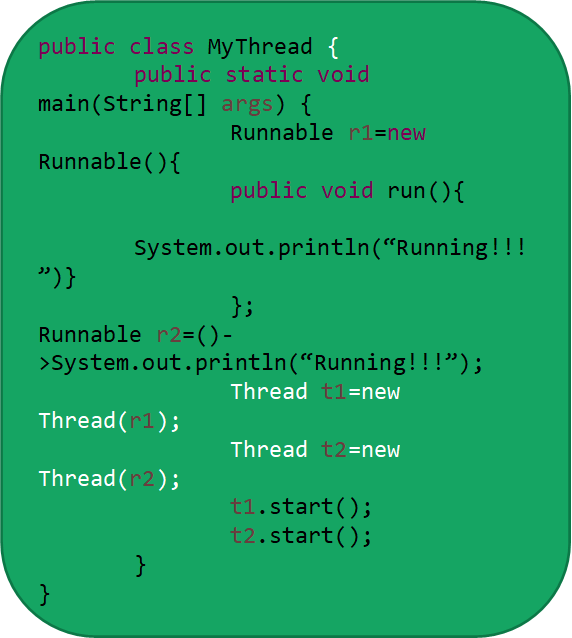 public class MyThread {
public static void
main(String[] args) {
Runnable r1=new
Runnable(){
public void run(){
System.out.println(“Running!!!
”)}
};
Runnable r2=()-
>System.out.println(“Running!!!”);
Thread t1=new
Thread(r1);
Thread t2=new
Thread(r2);
t1.start();
t2.start();
}
}